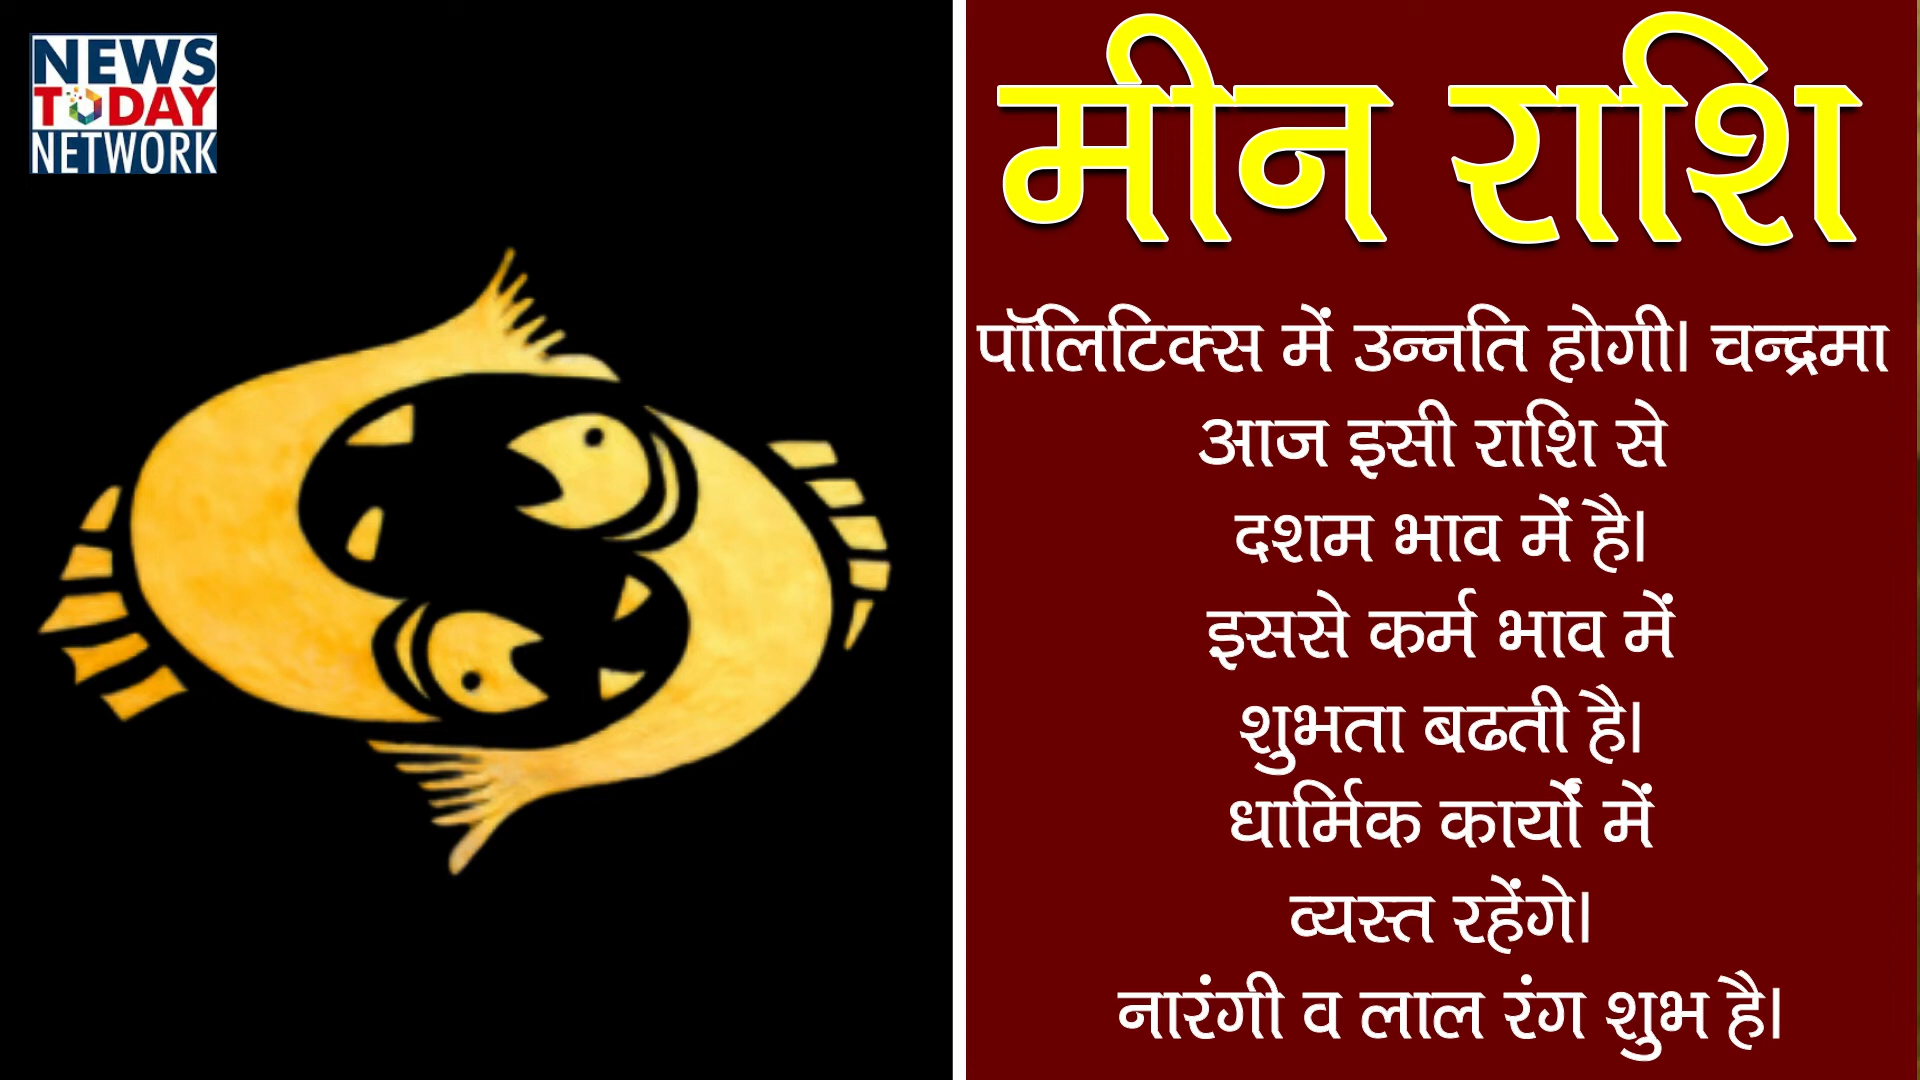 NEWS
TODAY
NETWORK
मीन राशि
पॉलिटिक्स में उन्नति होगी। चन्द्रमा
आज इसी राशि से
दशम भाव में है।
इससे कर्म भाव में
शुभता बढती है।
धार्मिक कार्यों में
व्यस्त रहेंगे।
नारंगी व लाल रंग शुभ है।